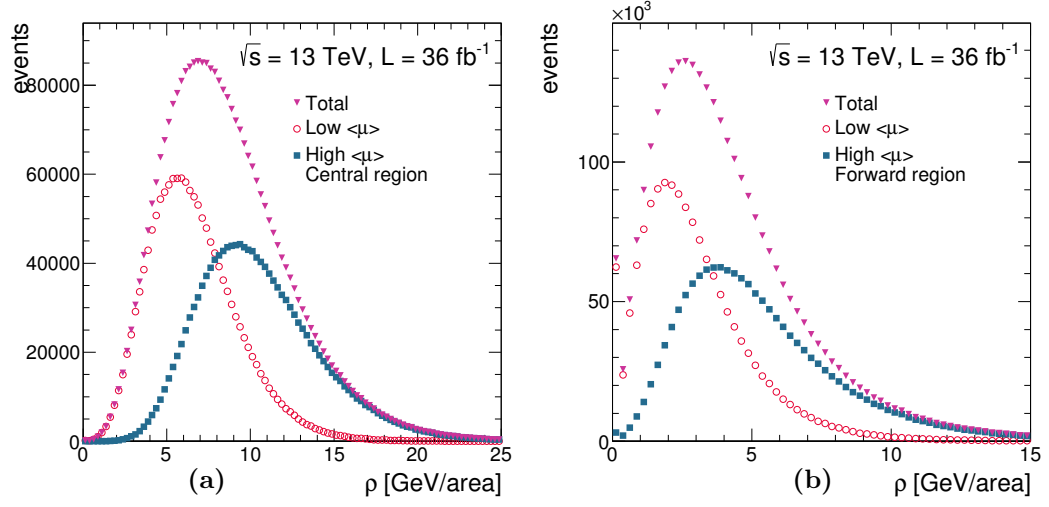 events
80000
60000
40000
20000
0
√s = 13 TeV, L = 36 fb⁻¹
Total
Low <μ>
High <μ>
Central region
0 5 10 15 20 25
ρ [GeV/area]
(a)
×10³
events
100
50
0
√s = 13 TeV, L = 36 fb⁻¹
Total
Low <μ>
High <μ>
Forward region
0 5 10 15
ρ [GeV/area]
(b)